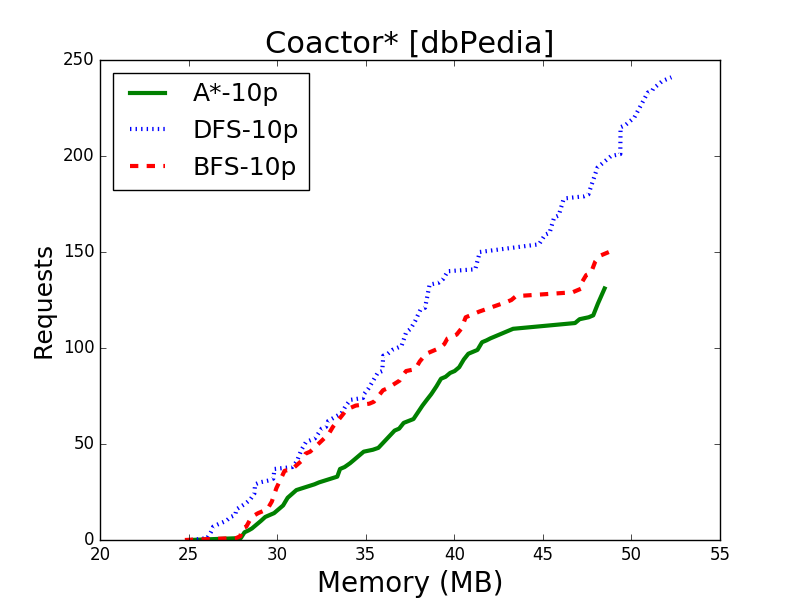 Coactor* [dbPedia]
250
200
150
100
50
0
Requests
A*-10p
DFS-10p
BFS-10p
20 25 30 35 40 45 50 55
Memory (MB)